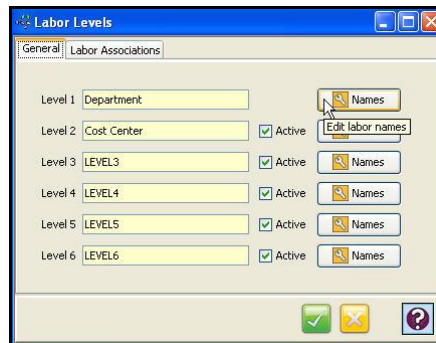 Labor Levels
General Labor Associations
Level 1 Department Names
Edit labor names
Level 2 Cost Center Active
Level 3 LEVEL3 Active Names
Level 4 LEVEL4 Active Names
Level 5 LEVEL5 Active Names
Level 6 LEVEL6 Active Names
?